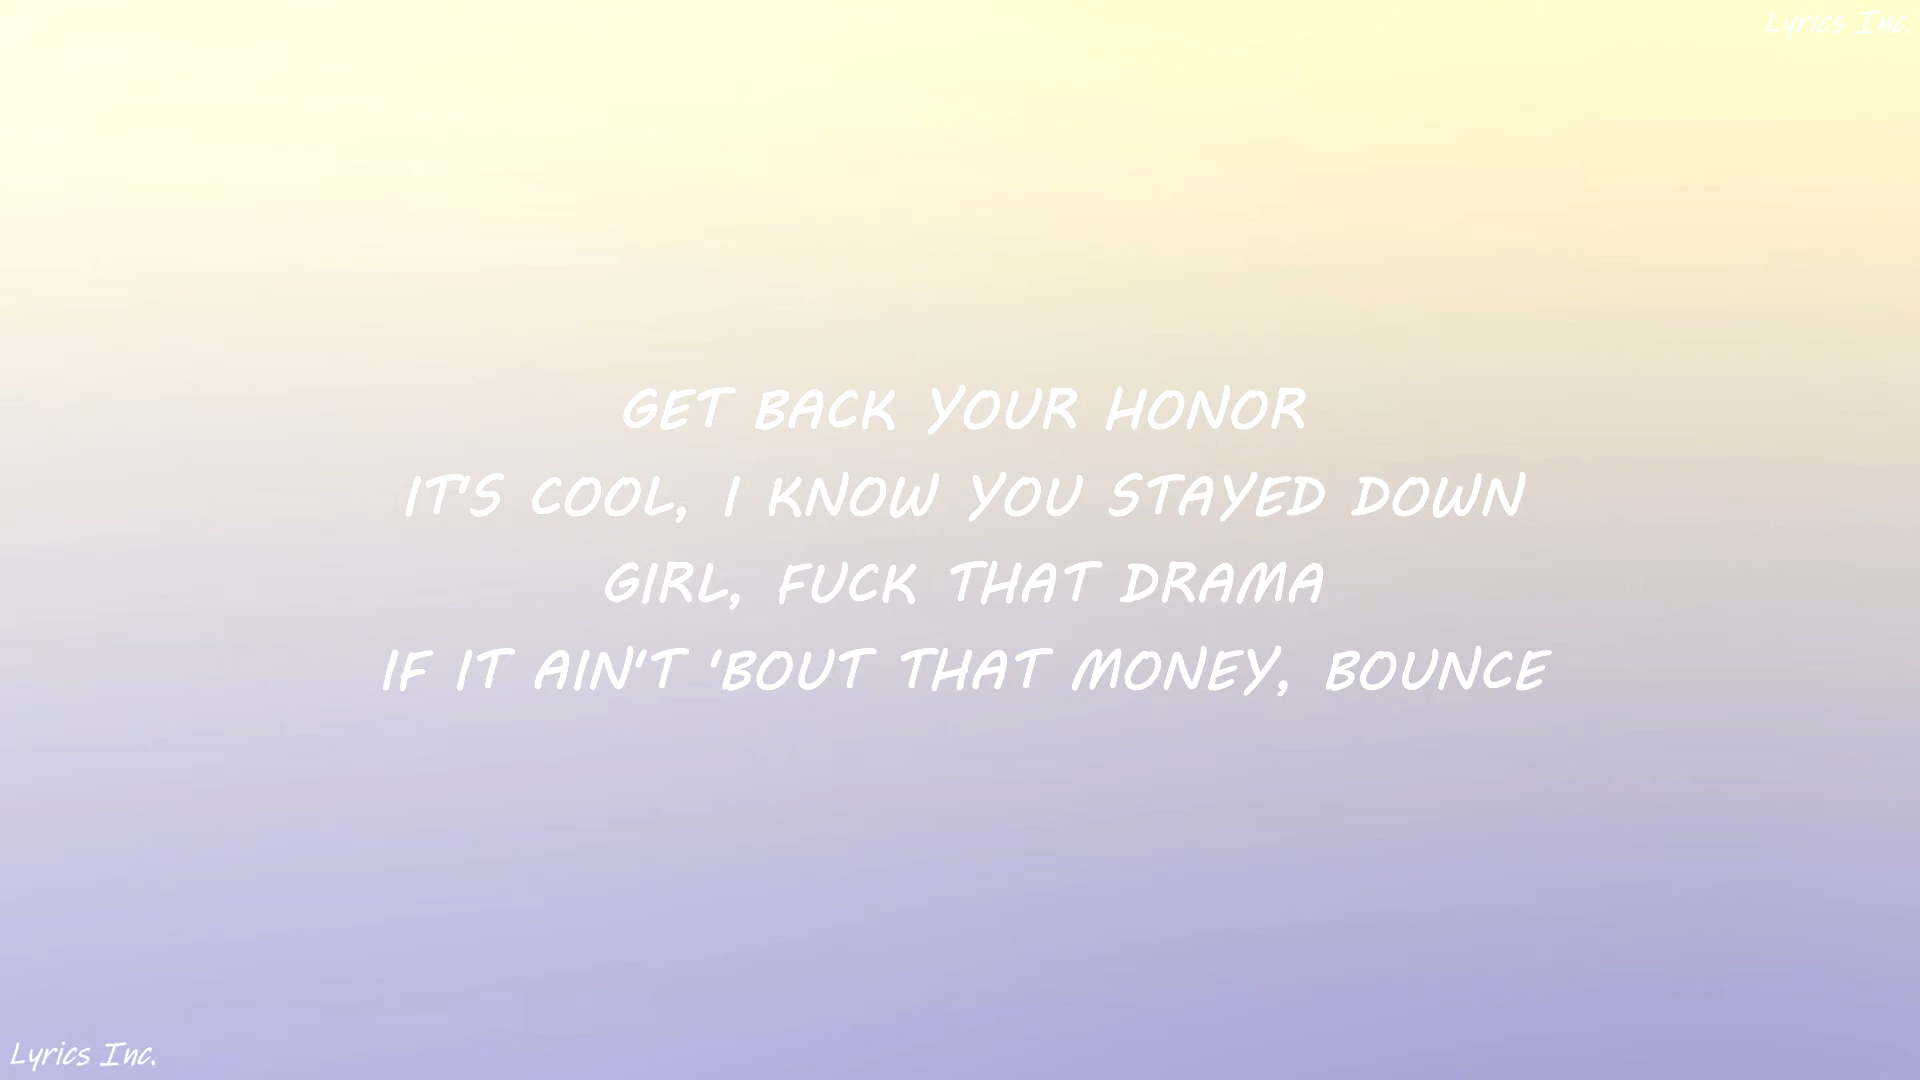 Lyrics Inc.
GET BACK YOUR HONOR
IT'S COOL, I KNOW YOU STAYED DOWN
GIRL, FUCK THAT DRAMA
IF IT AIN'T 'BOUT THAT MONEY, BOUNCE
Lyrics Inc.